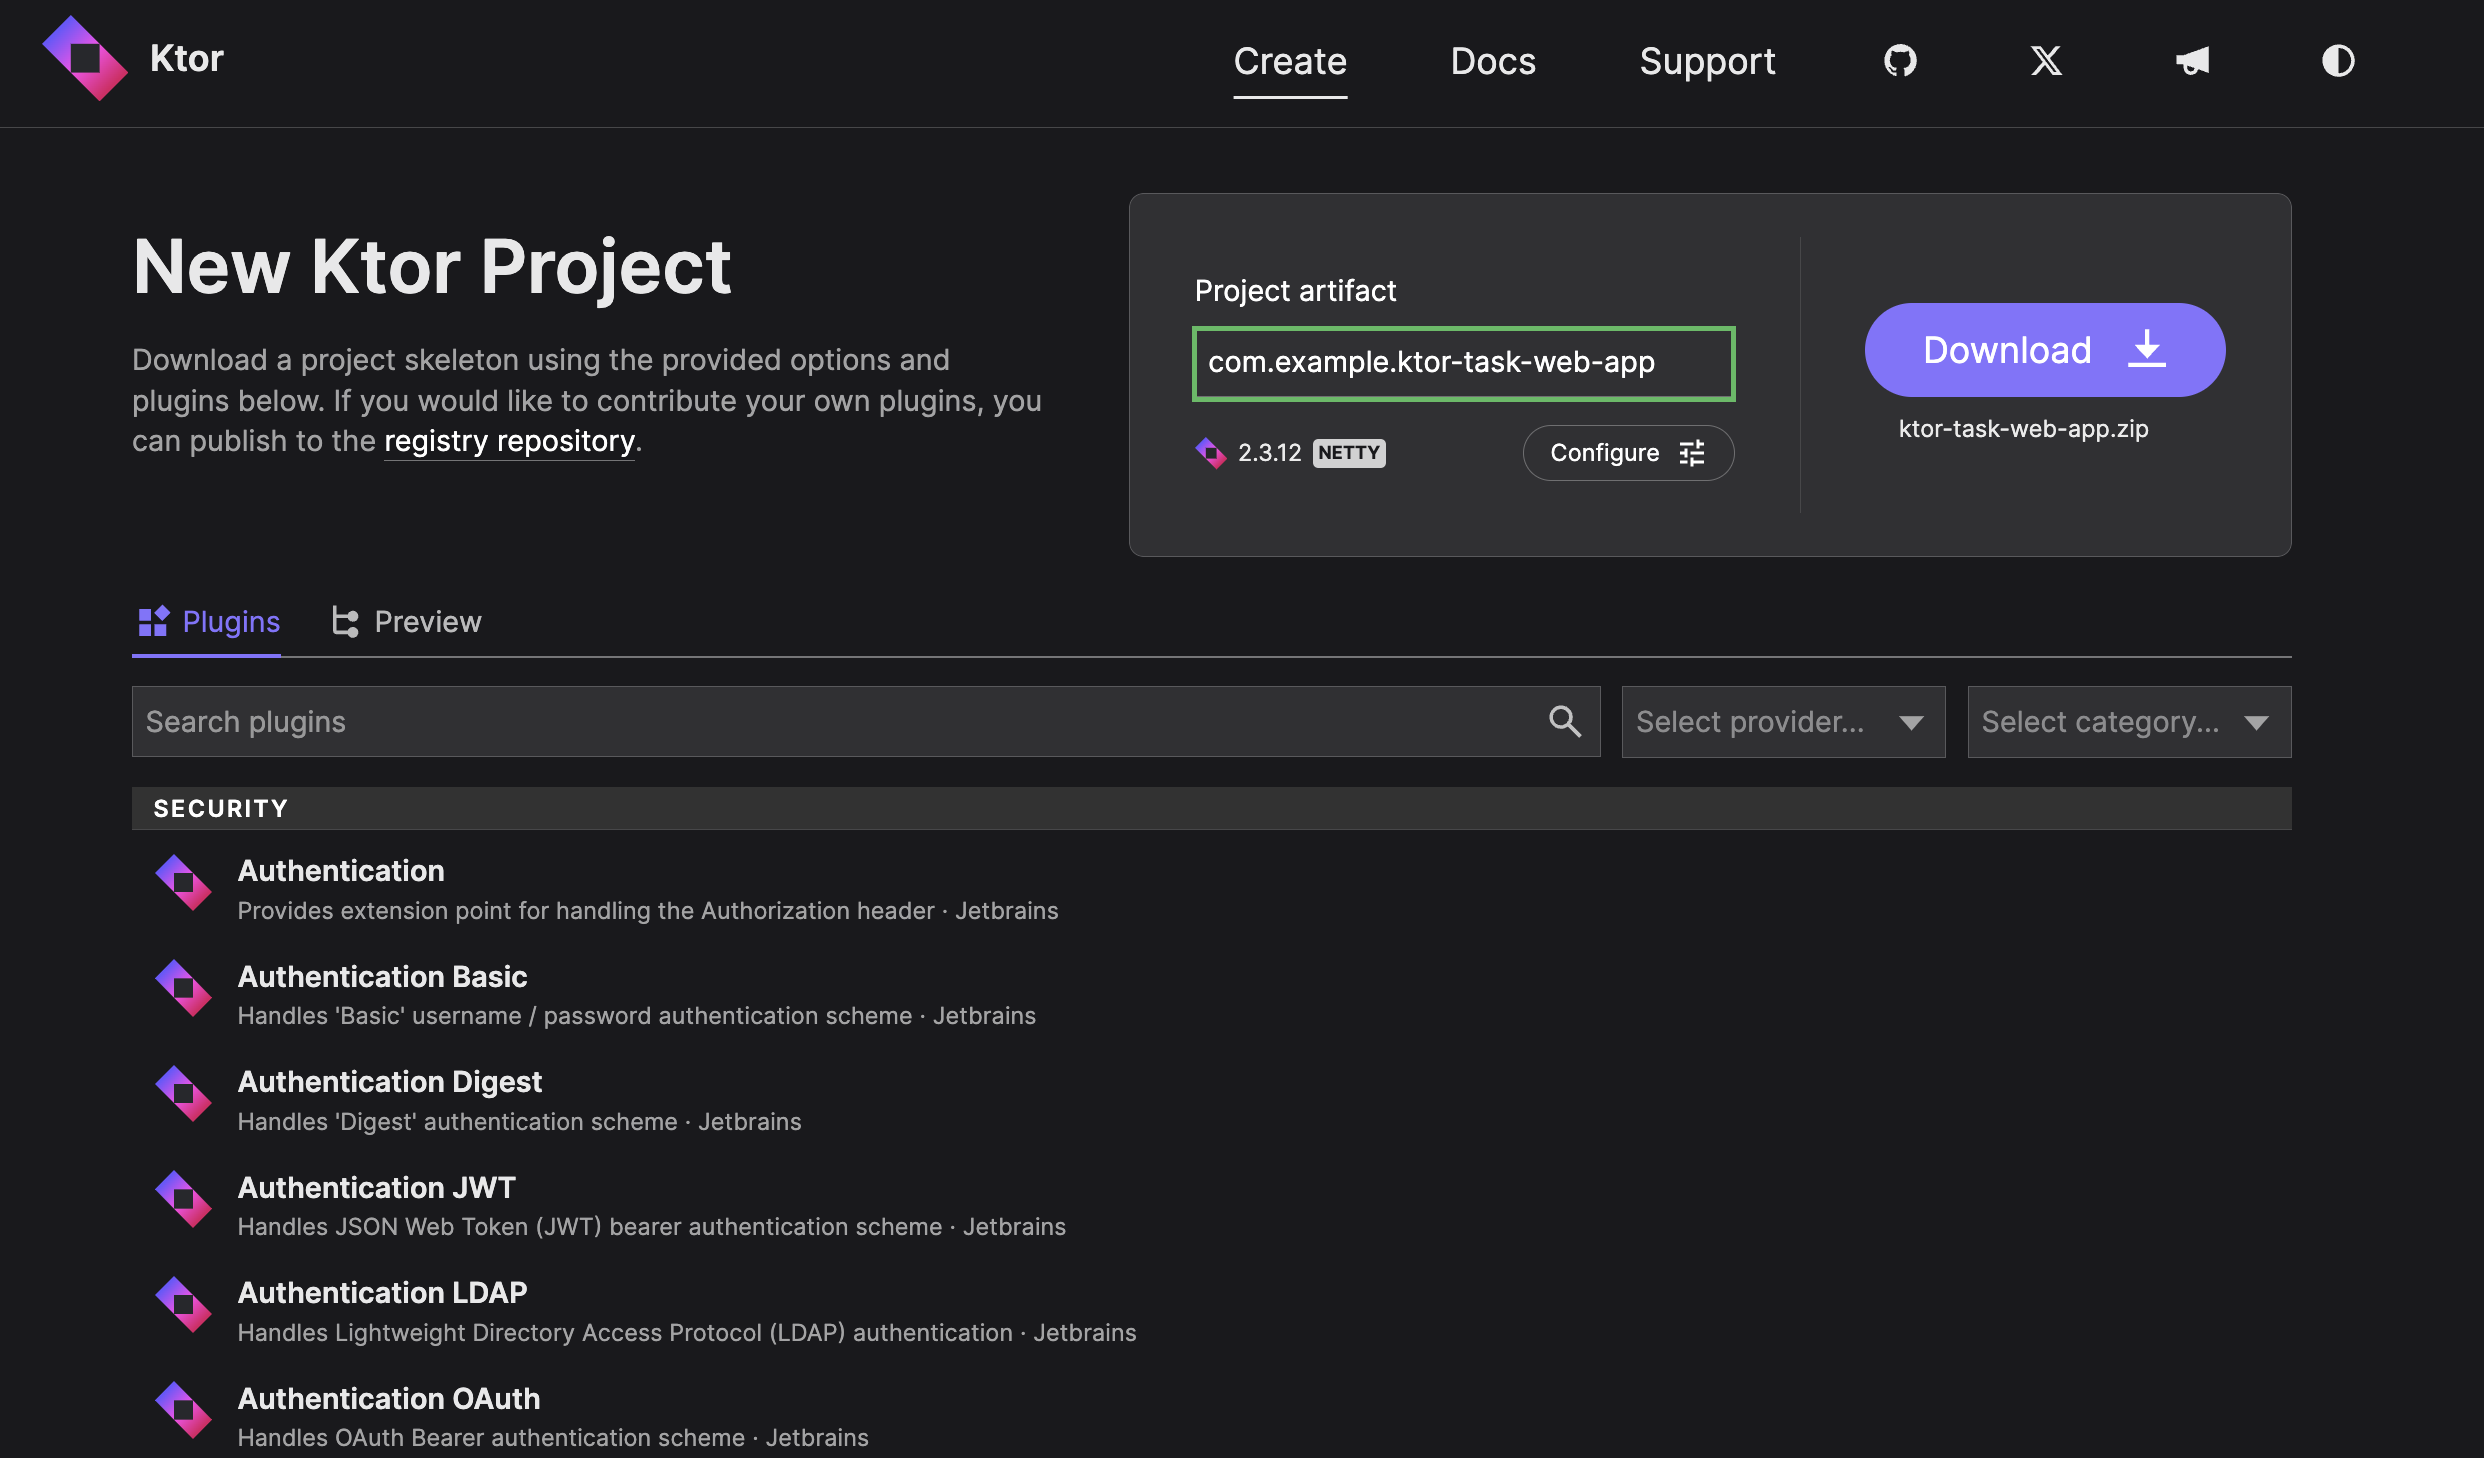 Ktor
Create
Docs
Support
New Ktor Project
Download a project skeleton using the provided options and
plugins below. If you would like to contribute your own plugins, you
can publish to the registry repository.
Project artifact
com.example.ktor-task-web-app
2.3.12 NETTY
Configure
Download
ktor-task-web-app.zip
Plugins
Preview
Search plugins
Select provider...
Select category...
SECURITY
Authentication
Provides extension point for handling the Authorization header · Jetbrains
Authentication Basic
Handles 'Basic' username / password authentication scheme · Jetbrains
Authentication Digest
Handles 'Digest' authentication scheme · Jetbrains
Authentication JWT
Handles JSON Web Token (JWT) bearer authentication scheme · Jetbrains
Authentication LDAP
Handles Lightweight Directory Access Protocol (LDAP) authentication · Jetbrains
Authentication OAuth
Handles OAuth Bearer authentication scheme · Jetbrains